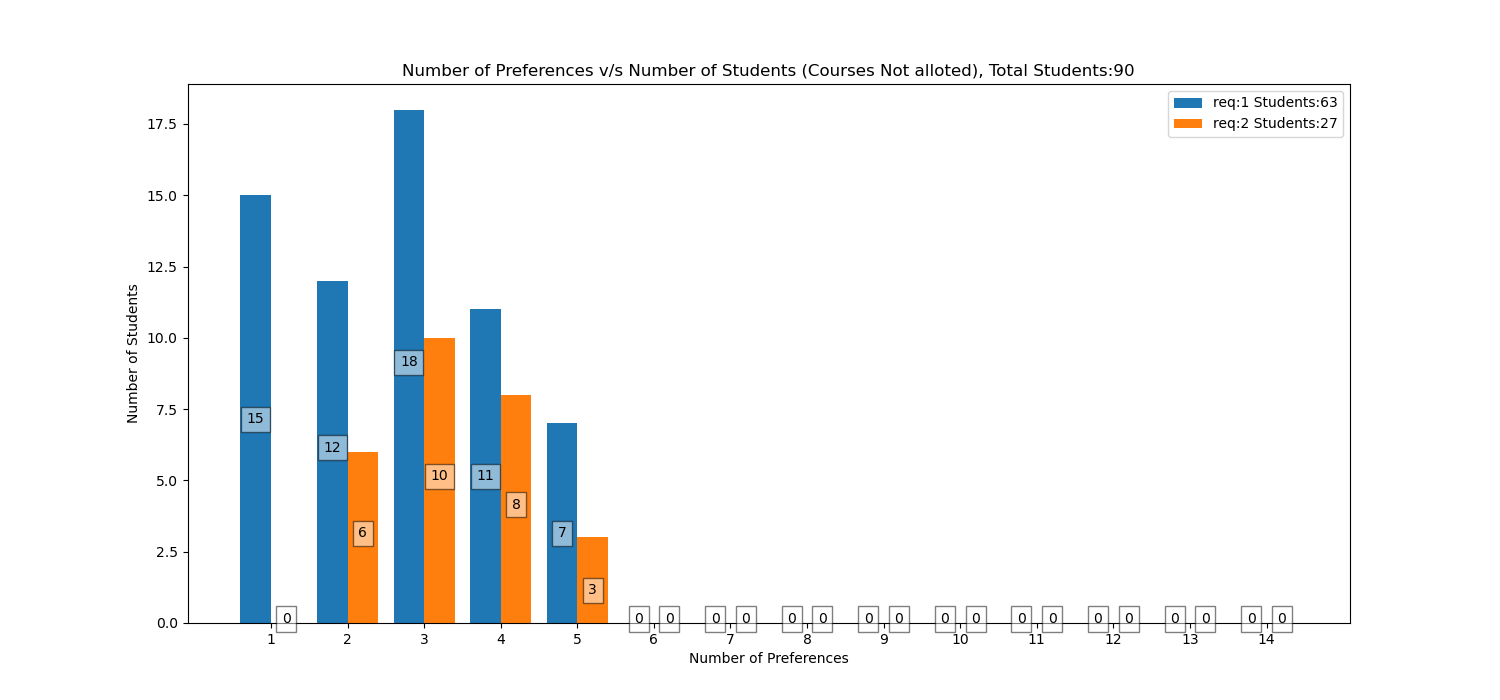 Number of Preferences v/s Number of Students (Courses Not alloted), Total Students:90
req:1 Students:63
req:2 Students:27
Number of Students
17.5
15.0
12.5
10.0
7.5
5.0
2.5
0.0
15 12 18 11 7
0 6 10 8 3
0 0 0 0 0 0 0 0 0 0 0 0 0 0 0 0 0 0
1 2 3 4 5 6 7 8 9 10 11 12 13 14
Number of Preferences